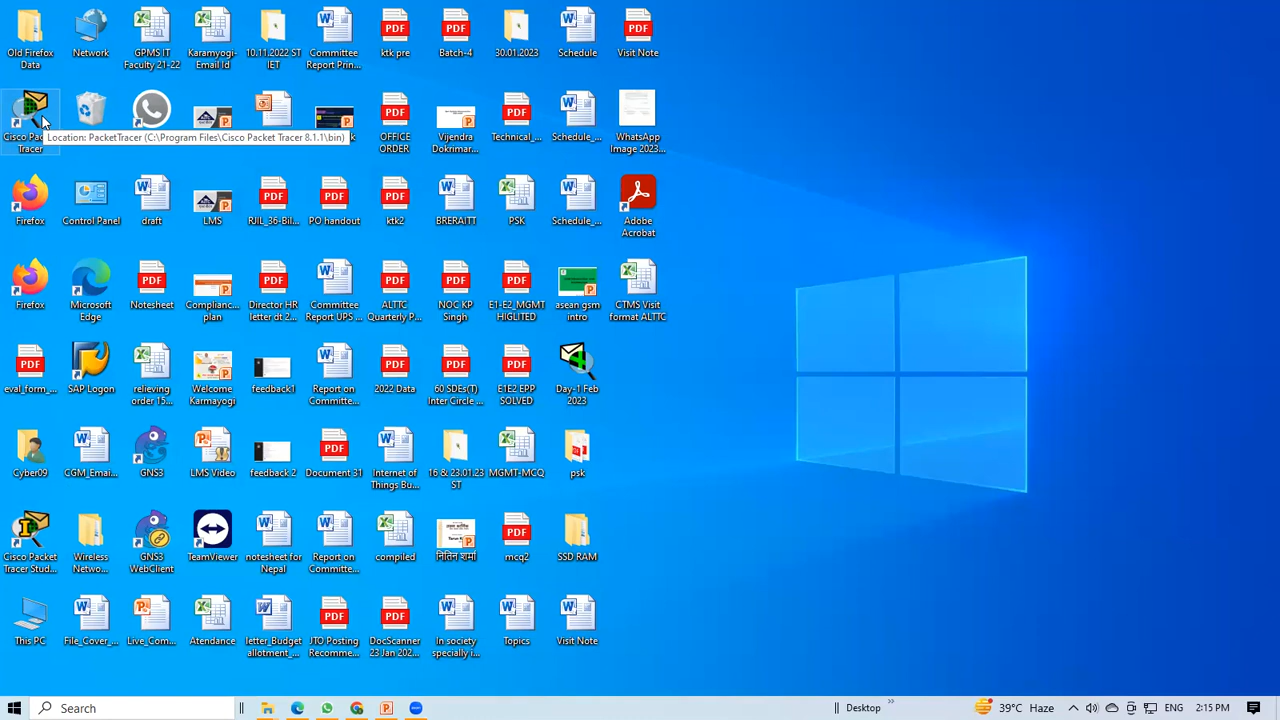 Old Firefox
Data
Network
GPMS IT
Faculty 21-22
Karamyogi-
Email Id
10.11.2022 ST
IET
Committee
Report Prin...
ktk pre
Batch-4
30.01.2023
Schedule
Visit Note
Cisco Pac
Tracer
Location: PacketTracer (C:\Program Files\Cisco Packet Tracer 8.1.1\bin)
k
OFFICE
ORDER
Vijendra
Dokrimar...
Technical_...
Schedule_...
WhatsApp
Image 2023...
Firefox
Control Panel
draft
LMS
RJIL_36-Bil...
PO handout
ktk2
BRERAITT
PSK
Schedule_...
Adobe
Acrobat
Firefox
Microsoft
Edge
Notesheet
Complianc...
plan
Director HR
letter dt 2...
Committee
Report UPS ...
ALTTC
Quarterly P...
NOC KP
Singh
E1-E2_MGMT
HIGLITED
asean gsm
intro
CTMS Visit
format ALTTC
eval_form_...
SAP Logon
relieving
order 15...
Welcome
Karmayogi
feedback1
Report on
Committe...
2022 Data
60 SDEs(T)
Inter Circle ...
E1E2 EPP
SOLVED
Day-1 Feb
2023
Cyber09
CGM_Emai...
GNS3
LMS Video
feedback 2
Document 31
Internet of
Things Bu...
16 & 23.01.23
ST
MGMT-MCQ
psk
Cisco Packet
Tracer Stud...
Wireless
Netwo...
GNS3
WebClient
TeamViewer
notesheet for
Nepal
Report on
Committe...
compiled
नितिन शर्मा
mcq2
SSD RAM
This PC
File_Cover_...
Live_Com...
Atendance
letter_Budget
allotment_...
JTO Posting
Recomme...
DocScanner
23 Jan 202...
In society
specially i...
Topics
Visit Note
Search
Desktop
39°C Haze
ENG
2:15 PM